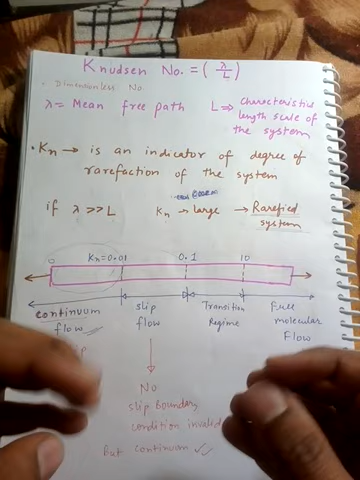 Knudsen No. = (λ/L)
Dimensionless No.
λ = Mean free path L ⇒ characteristic
length scale of
the system
• Kn → is an indicator of degree of
rarefaction of the system
if λ >> L Kn → large → Rarefied
system
0 Kn=0.01 0.1 10
continuum slip Transition Full
flow flow Regime molecular
Flow
No
slip Boundary
condition invalid
But continuum ✓